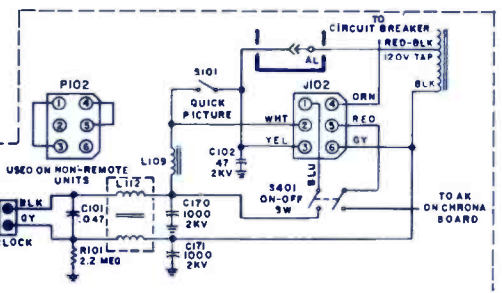 TO
CIRCUIT BREAKER
RED-BLK
120V TAP
BLK
AL
S101
QUICK
PICTURE
P102
1 4
2 5
3 6
USED ON NON-REMOTE
UNITS
J102
1 4
2 5
3 6
ORN
WHT
RED
YEL
GY
L109
C102
47
2KV
BLU
L112
S401
ON-OFF
SW
TO AK
ON CHROMA
BOARD
BLK
GY
LOCK
C101
.047
R101
2.2 MEG
C170
1000
2KV
C171
1000
2KV